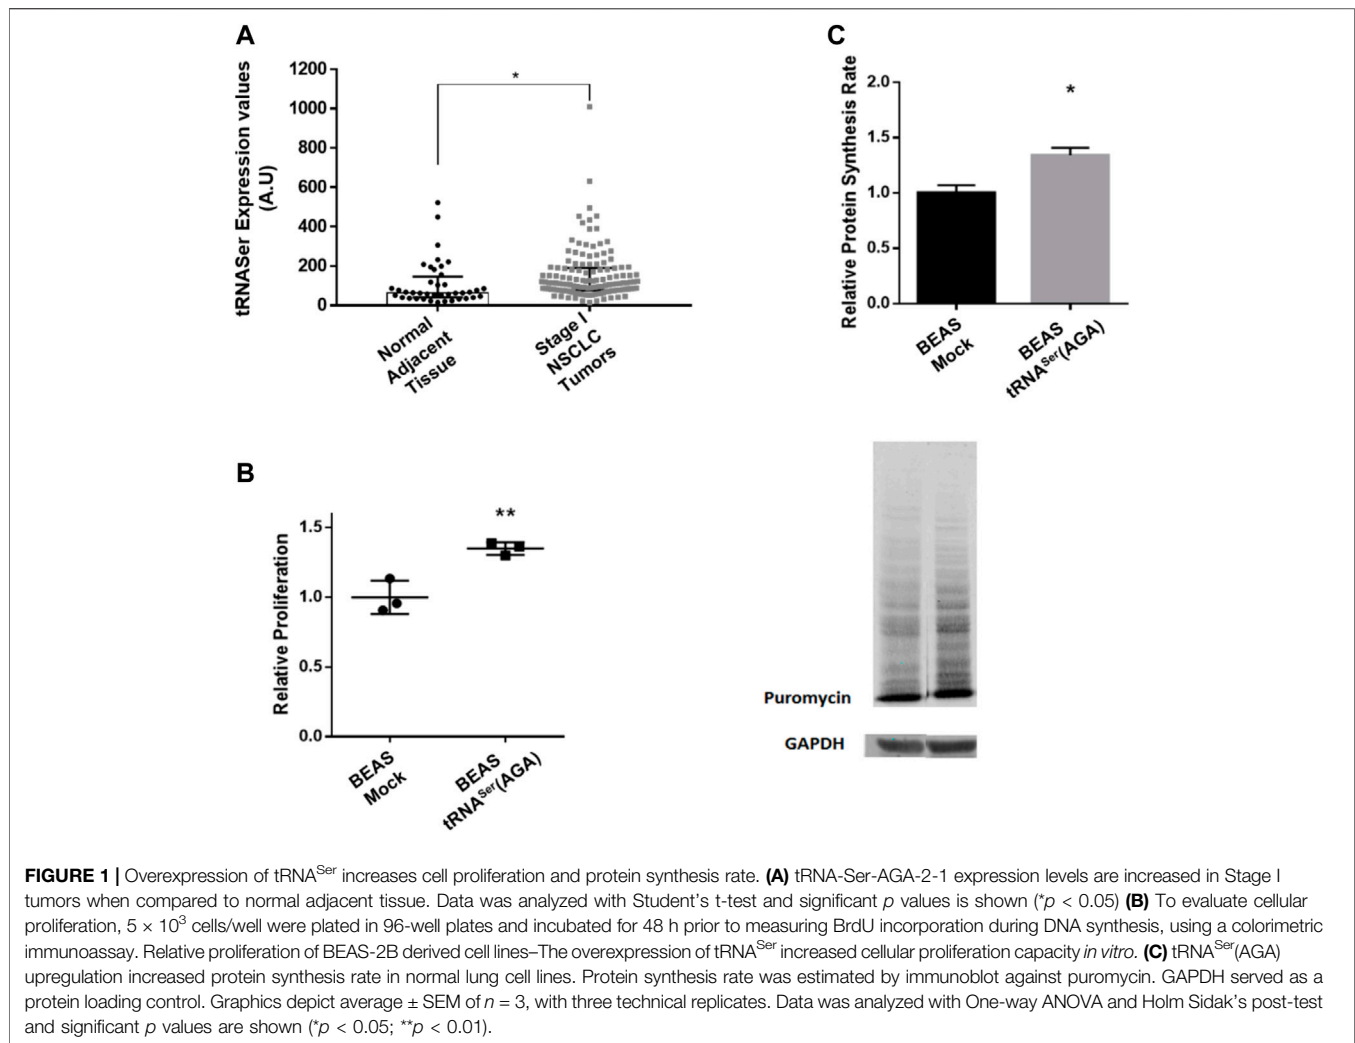 A
tRNASer Expression values
(A.U)
1200
1000
800
600
400
200
0
*
Normal
Adjacent
Tissue
Stage I
NSCLC
Tumors
C
Relative Protein Synthesis Rate
2.0
1.5
1.0
0.5
0.0
*
BEAS
Mock
BEAS
tRNASer(AGA)
Puromycin
GAPDH
B
Relative Proliferation
1.5
1.0
0.5
0.0
**
BEAS
Mock
BEAS
tRNASer(AGA)
FIGURE 1 | Overexpression of tRNASer increases cell proliferation and protein synthesis rate. (A) tRNA-Ser-AGA-2-1 expression levels are increased in Stage I
tumors when compared to normal adjacent tissue. Data was analyzed with Student's t-test and significant p values is shown (*p < 0.05) (B) To evaluate cellular
proliferation, 5 × 10³ cells/well were plated in 96-well plates and incubated for 48 h prior to measuring BrdU incorporation during DNA synthesis, using a colorimetric
immunoassay. Relative proliferation of BEAS-2B derived cell lines–The overexpression of tRNASer increased cellular proliferation capacity in vitro. (C) tRNASer(AGA)
upregulation increased protein synthesis rate in normal lung cell lines. Protein synthesis rate was estimated by immunoblot against puromycin. GAPDH served as a
protein loading control. Graphics depict average ± SEM of n = 3, with three technical replicates. Data was analyzed with One-way ANOVA and Holm Sidak's post-test
and significant p values are shown (*p < 0.05; **p < 0.01).